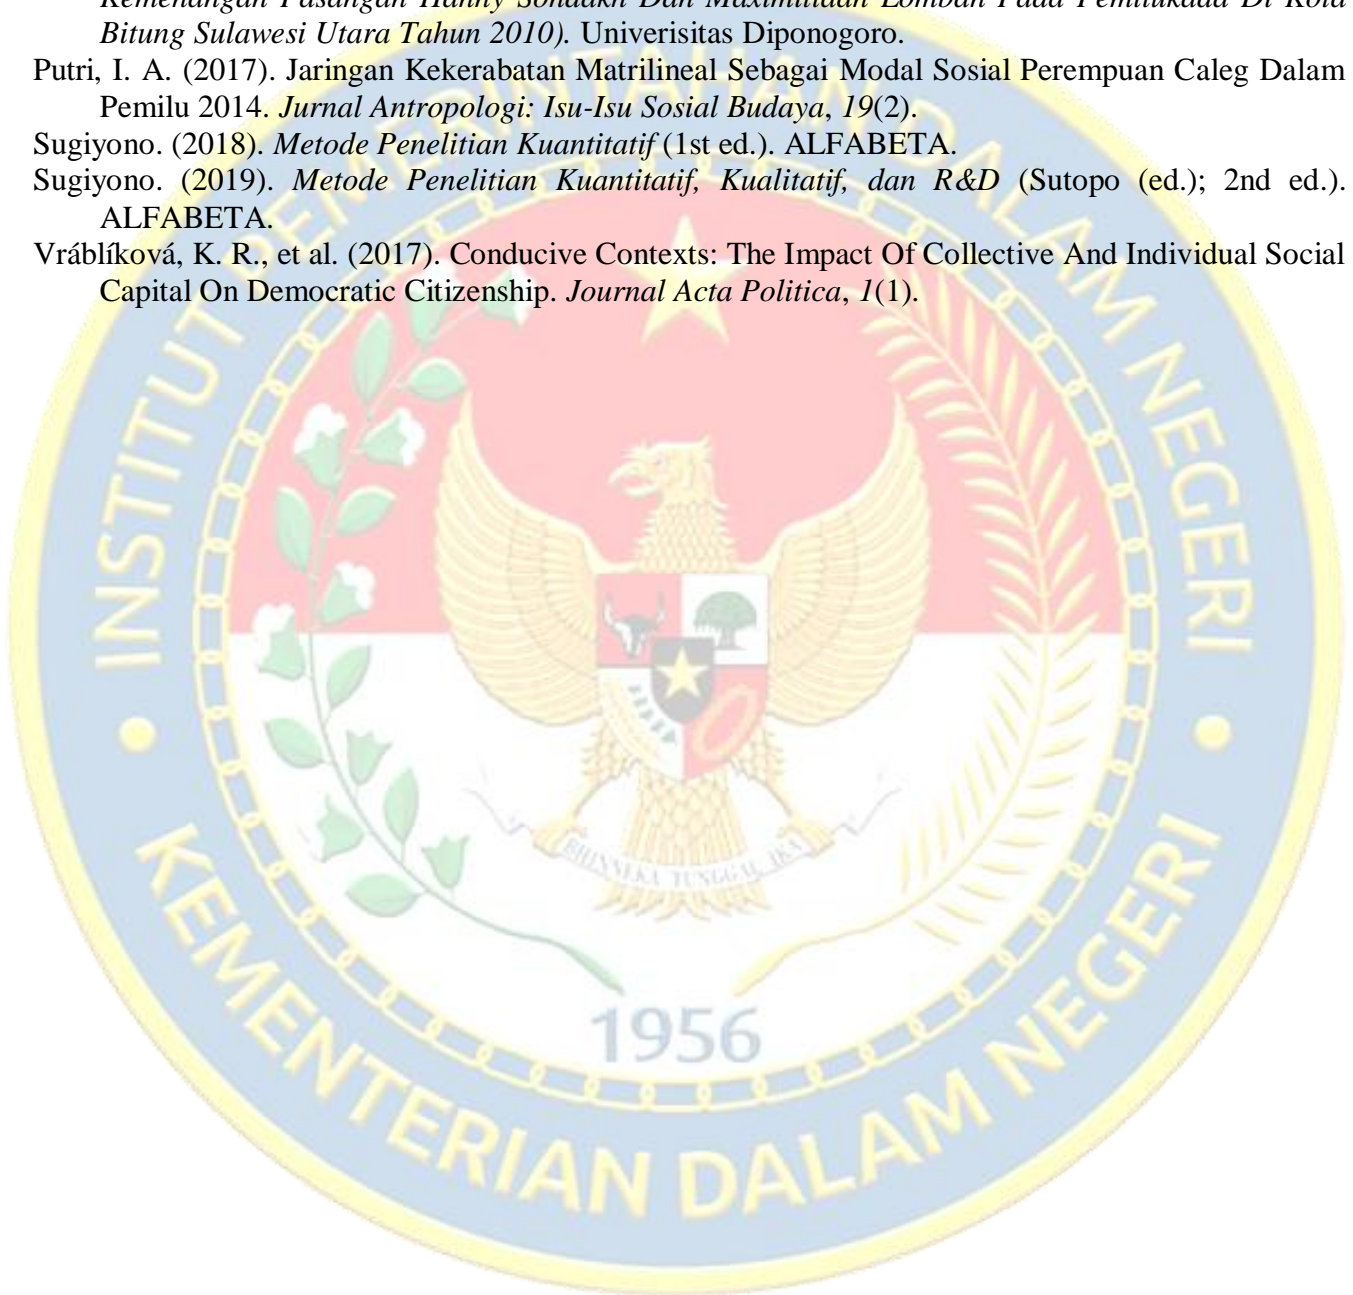 Kemenangan Pasangan Hanny Sondakh Dan Maximiliaan Lomban Pada Pemilukada Di Kota
Bitung Sulawesi Utara Tahun 2010). Univerisitas Diponogoro.
Putri, I. A. (2017). Jaringan Kekerabatan Matrilineal Sebagai Modal Sosial Perempuan Caleg Dalam
Pemilu 2014. Jurnal Antropologi: Isu-Isu Sosial Budaya, 19(2).
Sugiyono. (2018). Metode Penelitian Kuantitatif (1st ed.). ALFABETA.
Sugiyono. (2019). Metode Penelitian Kuantitatif, Kualitatif, dan R&D (Sutopo (ed.); 2nd ed.).
ALFABETA.
Vráblíková, K. R., et al. (2017). Conducive Contexts: The Impact Of Collective And Individual Social
Capital On Democratic Citizenship. Journal Acta Politica, 1(1).
INSTITUT PEMERINTAHAN DALAM NEGERI
BHINNEKA TUNGGAL IKA
1956
KEMENTERIAN DALAM NEGERI